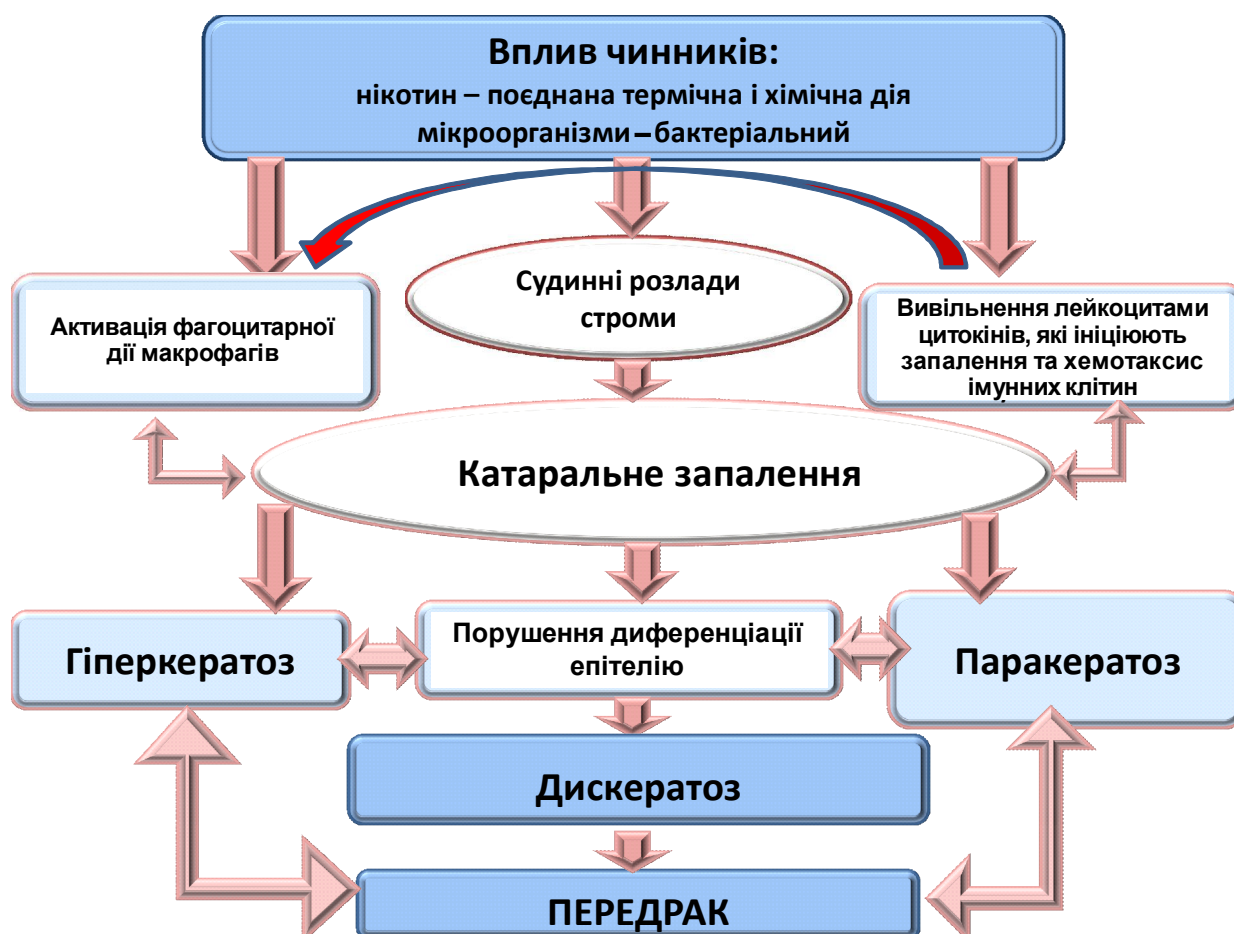 Вплив чинників:
нікотин – поєднана термічна і хімічна дія
мікроорганізми – бактеріальний
Активація фагоцитарної
дії макрофагів
Судинні розлади
строми
Вивільнення лейкоцитами
цитокінів, які ініціюють
запалення та хемотаксис
імунних клітин
Катаральне запалення
Гіперкератоз
Порушення диференціації
епітелію
Паракератоз
Дискератоз
ПЕРЕДРАК